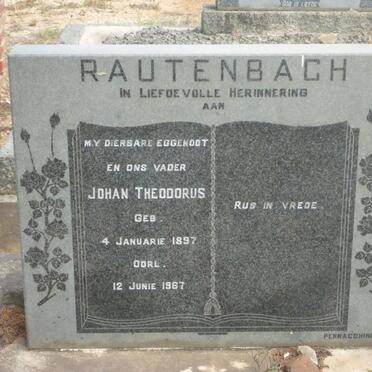 RAUTENBACH
IN LIEFDEVOLLE HERINNERING
AAN
MY DIERBARE EGGENOOT
EN ONS VADER
JOHAN THEODORUS
GEB.
4 JANUARIE 1897
OORL.
12 JUNIE 1967
RUS IN VREDE